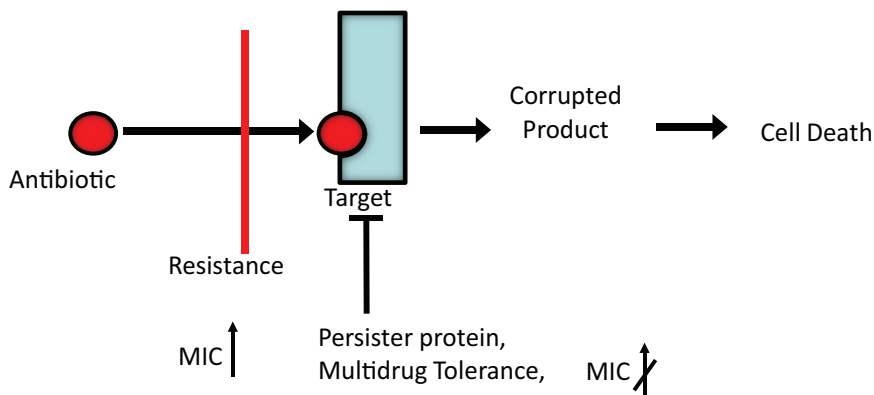 Antibiotic
Resistance
MIC
Target
Corrupted
Product
Cell Death
Persister protein,
Multidrug Tolerance,
MIC